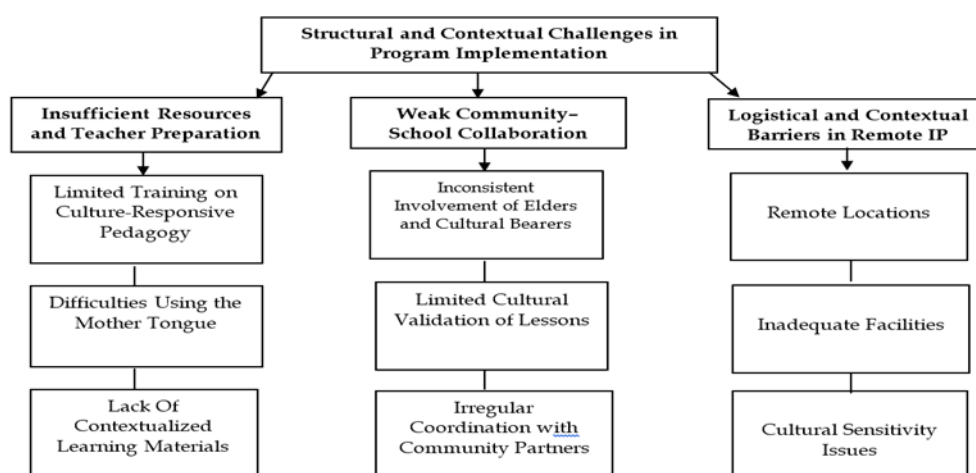 Structural and Contextual Challenges in
Program Implementation
Insufficient Resources
and Teacher Preparation
Limited Training on
Culture-Responsive
Pedagogy
Difficulties Using the
Mother Tongue
Lack Of
Contextualized
Learning Materials
Weak Community–
School Collaboration
Inconsistent
Involvement of Elders
and Cultural Bearers
Limited Cultural
Validation of Lessons
Irregular
Coordination with
Community Partners
Logistical and Contextual
Barriers in Remote IP
Remote Locations
Inadequate Facilities
Cultural Sensitivity
Issues